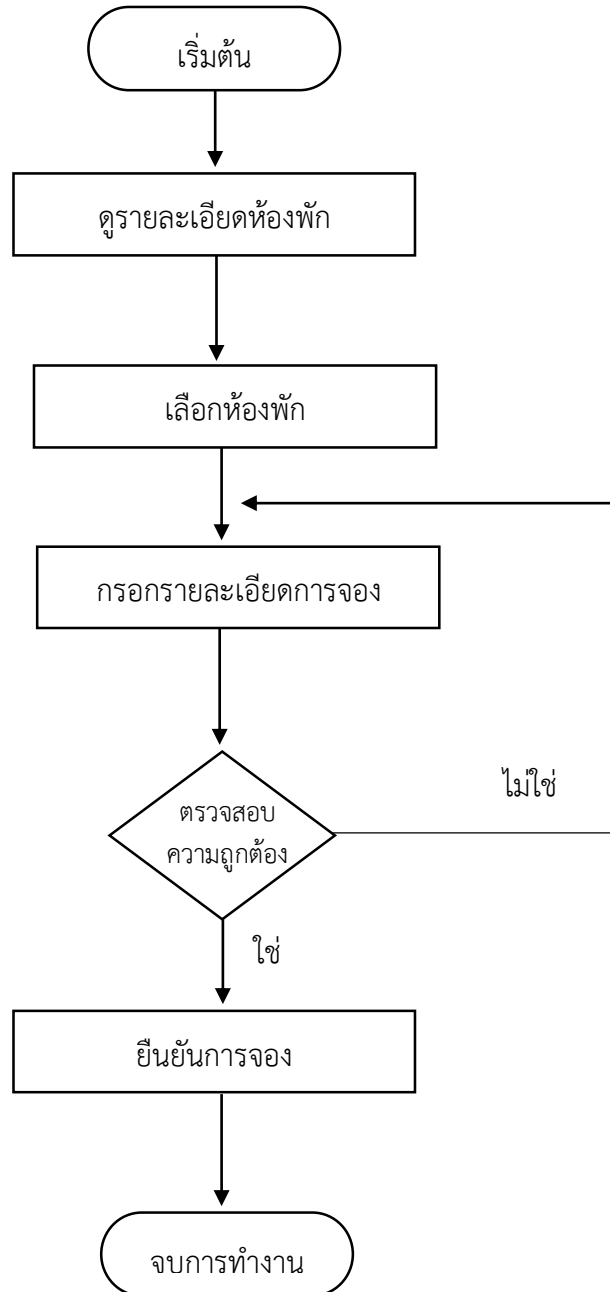 เริ่มต้น
ดูรายละเอียดห้องพัก
เลือกห้องพัก
กรอกรายละเอียดการจอง
ตรวจสอบ
ความถูกต้อง
ไม่ใช่
ใช่
ยืนยันการจอง
จบการทำงาน